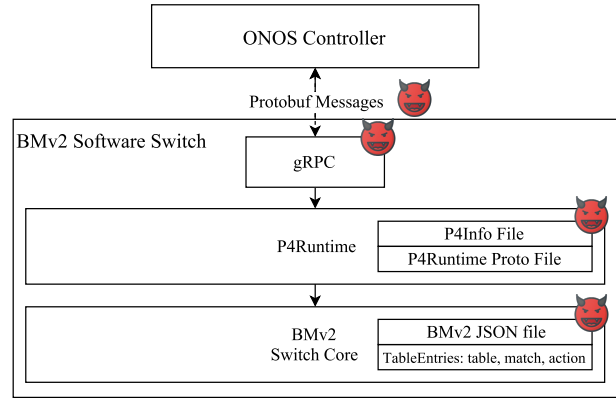 ONOS Controller
Protobuf Messages
BMv2 Software Switch
gRPC
P4Runtime
P4Info File
P4Runtime Proto File
BMv2
Switch Core
BMv2 JSON file
TableEntries: table, match, action